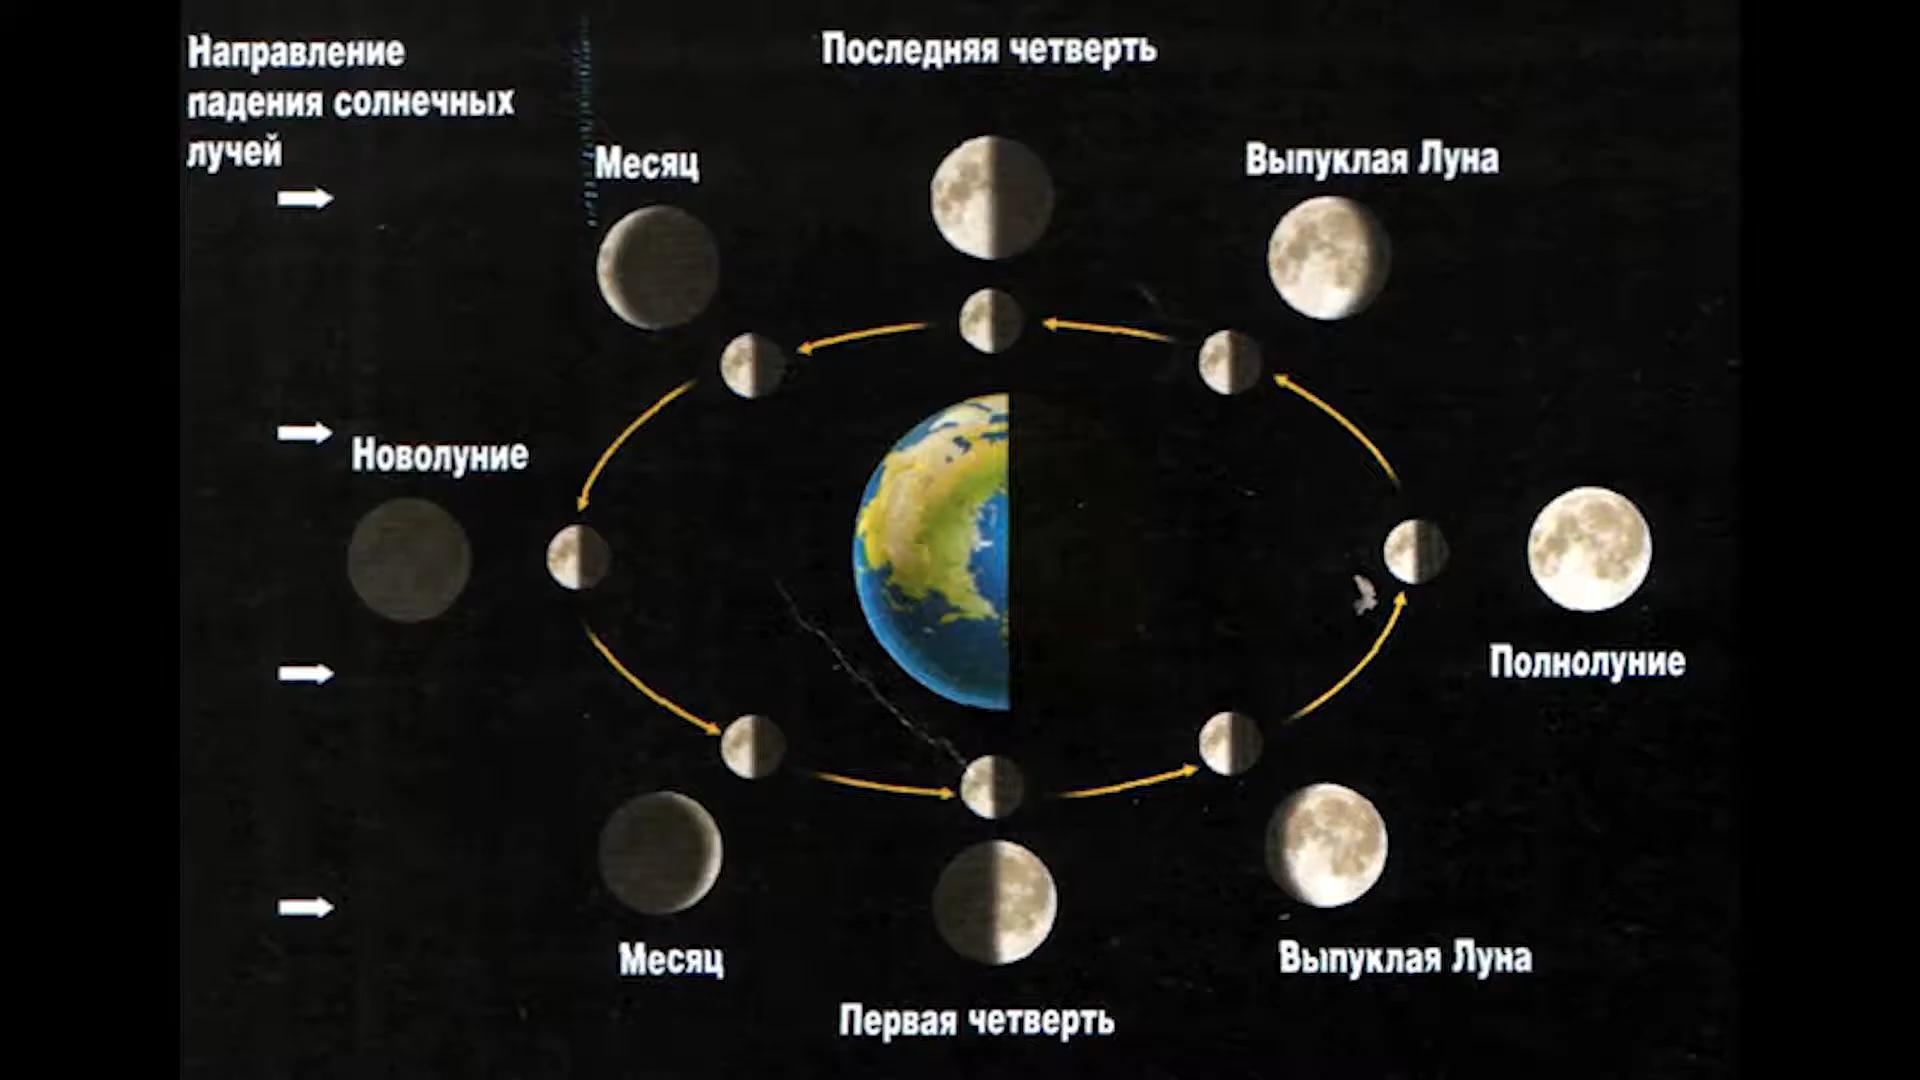 Направление
падения солнечных
лучей
Последняя четверть
Месяц
Выпуклая Луна
Новолуние
Полнолуние
Месяц
Выпуклая Луна
Первая четверть